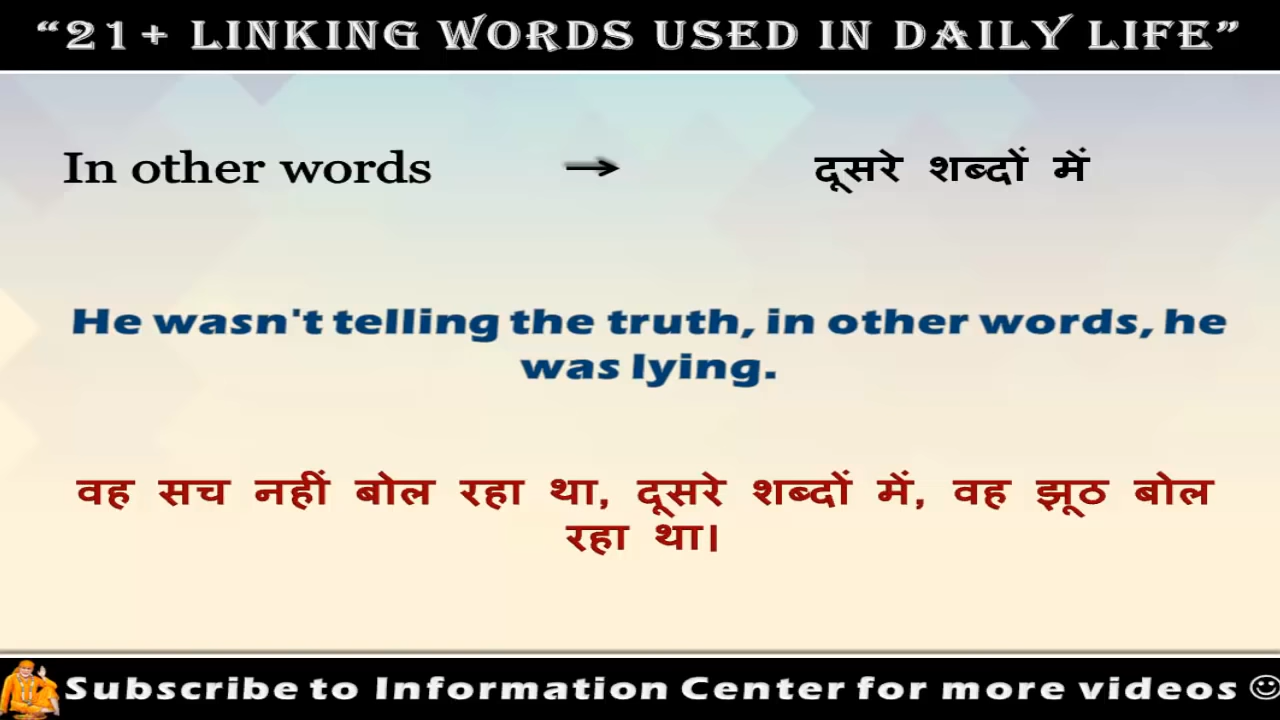 “21+ LINKING WORDS USED IN DAILY LIFE”
In other words → दूसरे शब्दों में
He wasn't telling the truth, in other words, he
was lying.
वह सच नहीं बोल रहा था, दूसरे शब्दों में, वह झूठ बोल
रहा था।
Subscribe to Information Center for more videos ☺